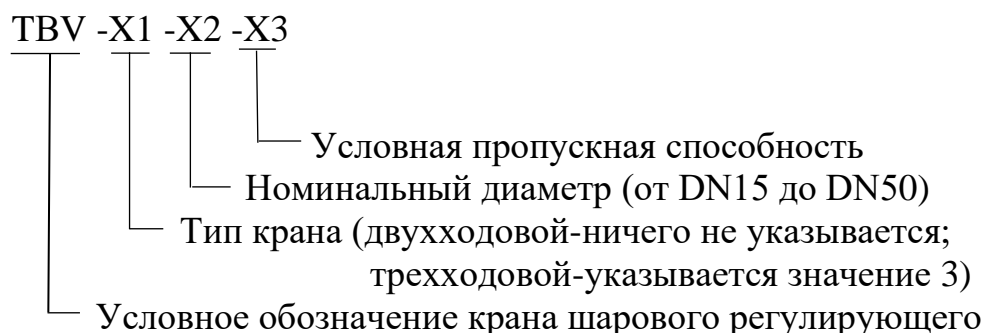 TBV -X1 -X2 -X3
Условная пропускная способность
Номинальный диаметр (от DN15 до DN50)
Тип крана (двухходовой-ничего не указывается;
трехходовой-указывается значение 3)
Условное обозначение крана шарового регулирующего